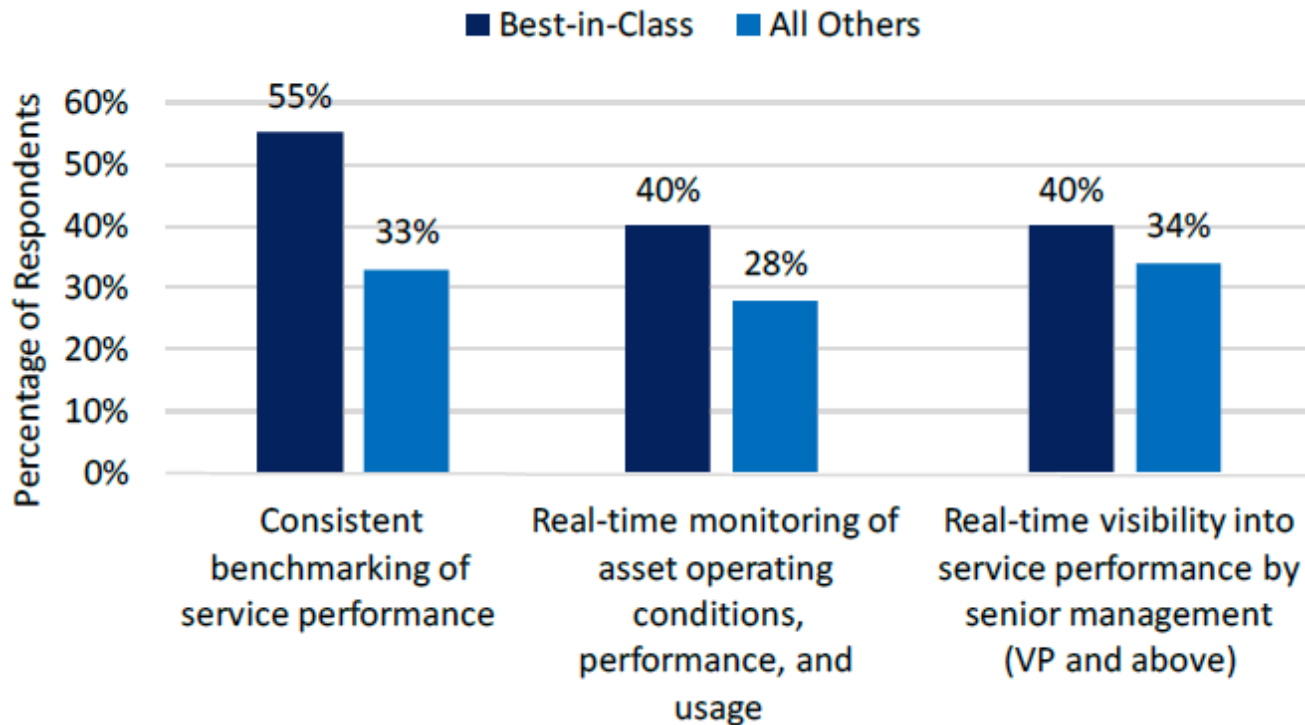 Best-in-Class All Others
Percentage of Respondents
60%
50%
40%
30%
20%
10%
0%
55%
33%
40%
28%
40%
34%
Consistent
benchmarking of
service performance
Real-time monitoring of
asset operating
conditions,
performance, and
usage
Real-time visibility into
service performance by
senior management
(VP and above)